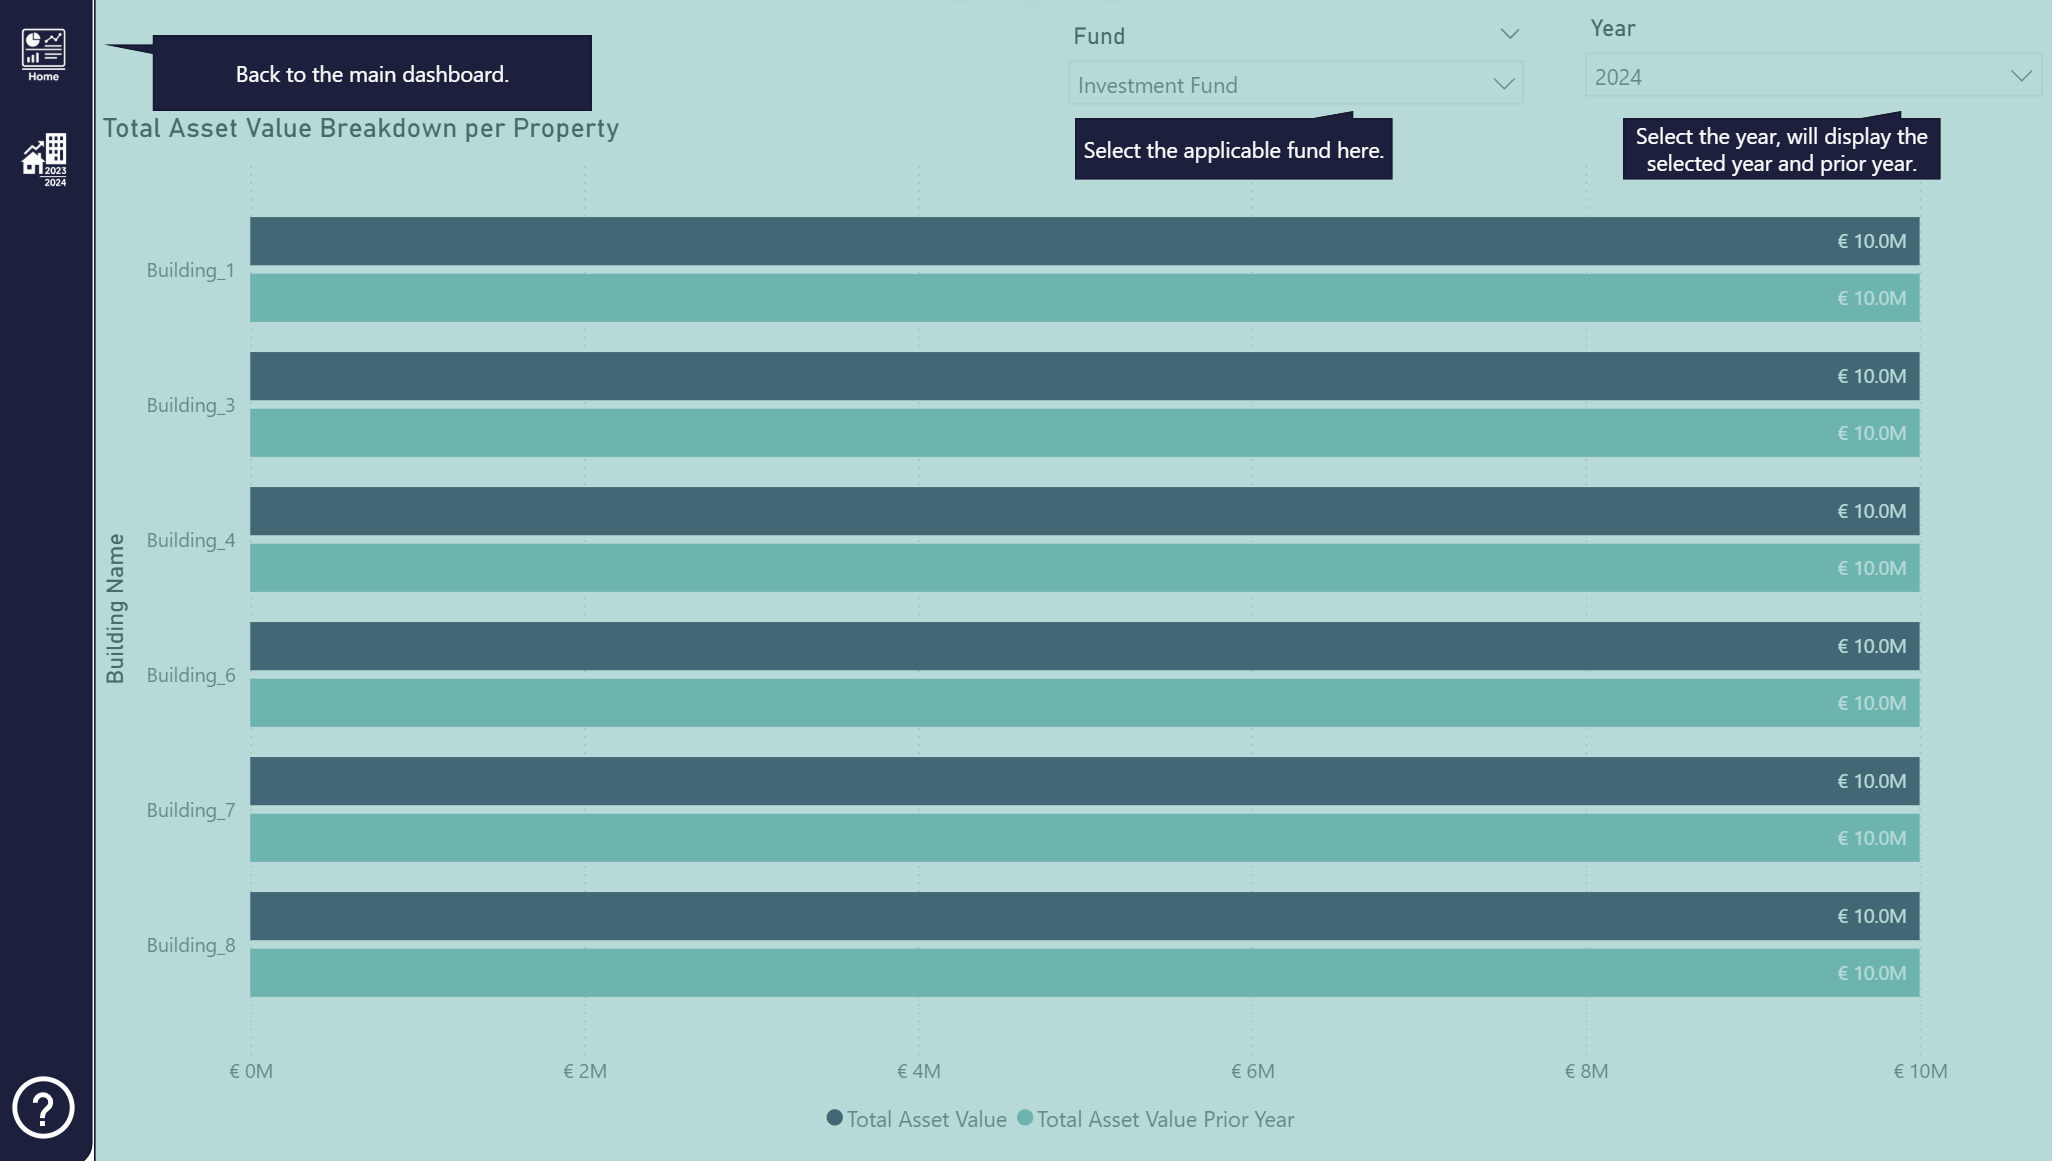 Home
2023
2024
Back to the main dashboard.
Fund
Investment Fund
Select the applicable fund here.
Year
2024
Select the year, will display the
selected year and prior year.
Total Asset Value Breakdown per Property
Building Name
Building_1
€ 10.0M
€ 10.0M
Building_3
€ 10.0M
€ 10.0M
Building_4
€ 10.0M
€ 10.0M
Building_6
€ 10.0M
€ 10.0M
Building_7
€ 10.0M
€ 10.0M
Building_8
€ 10.0M
€ 10.0M
€ 0M € 2M € 4M € 6M € 8M € 10M
Total Asset Value Total Asset Value Prior Year
?